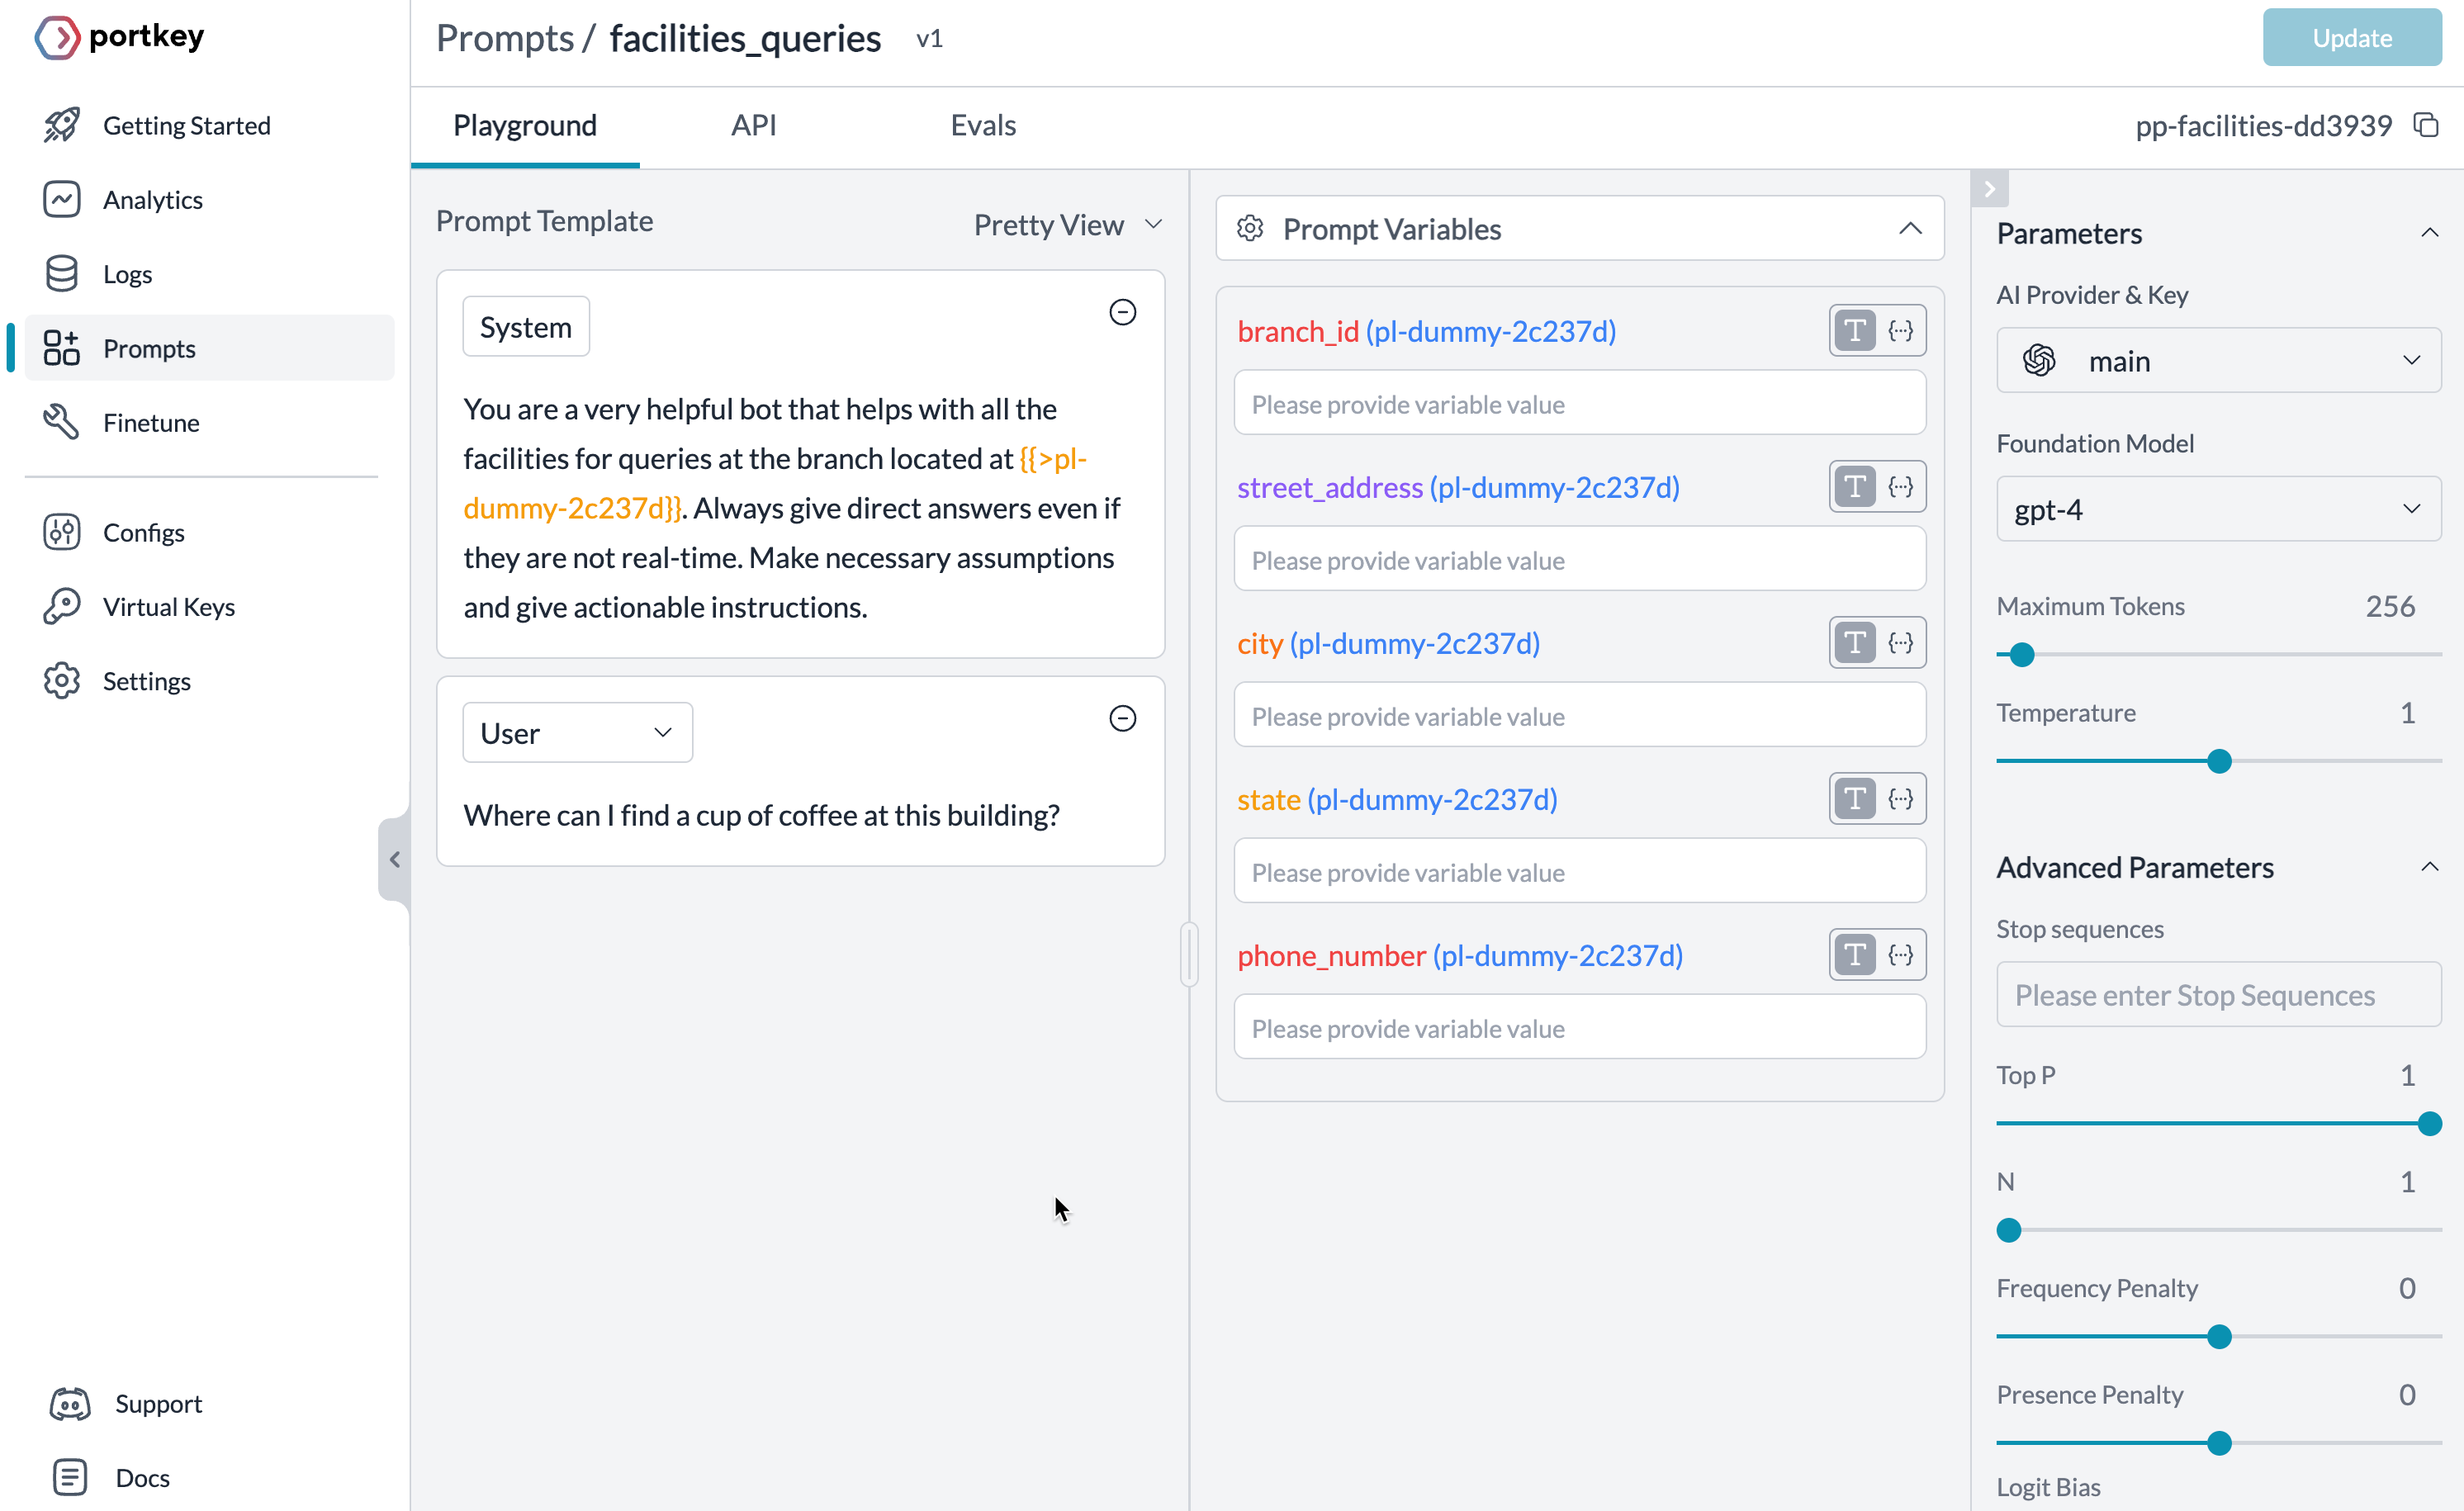 portkey
Getting Started
Analytics
Logs
Prompts
Finetune
Configs
Virtual Keys
Settings
Support
Docs
Prompts / facilities_queries v1
Update
Playground API Evals
pp-facilities-dd3939
Prompt Template Pretty View
System
You are a very helpful bot that helps with all the
facilities for queries at the branch located at {{>pl-
dummy-2c237d}}. Always give direct answers even if
they are not real-time. Make necessary assumptions
and give actionable instructions.
User
Where can I find a cup of coffee at this building?
Prompt Variables
branch_id (pl-dummy-2c237d) T {...}
Please provide variable value
street_address (pl-dummy-2c237d) T {...}
Please provide variable value
city (pl-dummy-2c237d) T {...}
Please provide variable value
state (pl-dummy-2c237d) T {...}
Please provide variable value
phone_number (pl-dummy-2c237d) T {...}
Please provide variable value
Parameters
AI Provider & Key
main
Foundation Model
gpt-4
Maximum Tokens 256
Temperature 1
Advanced Parameters
Stop sequences
Please enter Stop Sequences
Top P 1
N 1
Frequency Penalty 0
Presence Penalty 0
Logit Bias